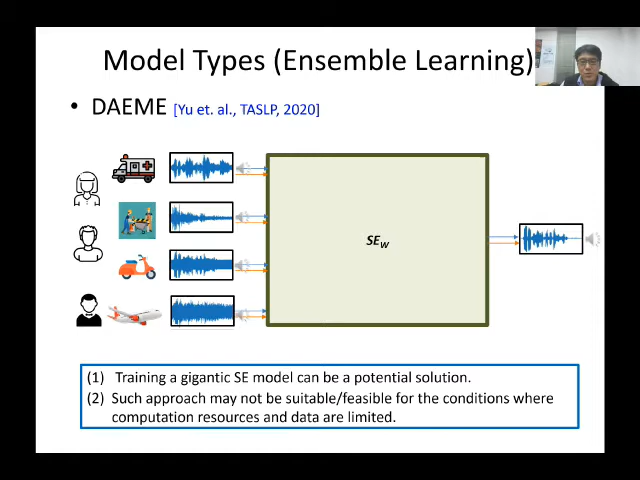 Model Types (Ensemble Learning)
• DAEME [Yu et. al., TASLP, 2020]
SEW
(1) Training a gigantic SE model can be a potential solution.
(2) Such approach may not be suitable/feasible for the conditions where
computation resources and data are limited.